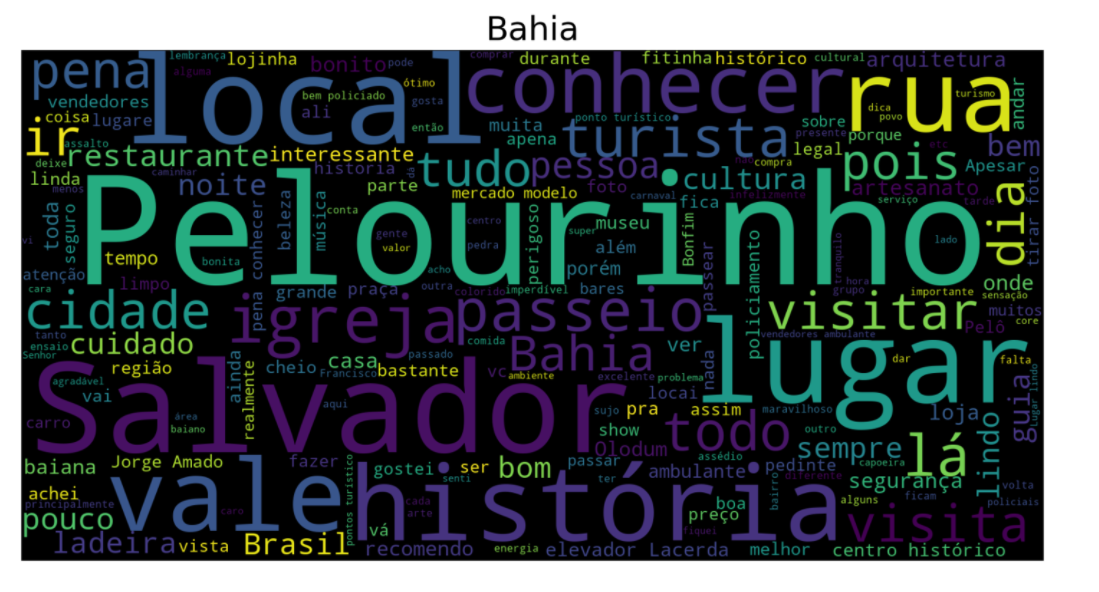 Bahia
lembrança lojinha bonito pode comprar durante fitinha histórico cultural arquitetura
pena alguma ótimo
local conhecer rua turismo
vendedores bem policiado gosta dica povo andar
coisa lugare ali então muita ponto turístico sobre presente porque
ir assalto apena turista legal etc bem
deixe restaurante interessante tudo pessoa não compra pois Apesar
linda menos caminhar história da parte mercado modelo foto cultura infelizmente artesanato
noite carnaval fica serviço tarde dia tirar foto
toda seguro Pelourinho pena conhecer beleza musica conta centro perigoso super museu Bonfim
vi tempo bonita gente valor pedra além lado
atenção limpo acho porém policiamento tranquilo onde
cara grande praça outra colorido imperdível bares passear hora grupo importante sensação
cidade igreja passeio visitar muitos
tanto ensaio Senhor cuidado comida Bahia ver vendedores ambulante Pelô core
região ainda cheio casa Francisco passado bastante vc ambiente excelente problema nada lugar dar falta
agradável vai realmente aqui locai guia Lugar lindo
carro Salvador área baiano sujo pra assim maravilhoso loja
show Olodum todo outro sempre lá lindo
baiana Jorge Amado fazer pontos turístico gostei ser bom passar assédio ambulante pedinte capoeira segurança
achei vale senti ter bairro diferente volta
principalmente caro cada história boa alguns ficam policiais
pouco arte vá preço visita
ladeira vista Brasil recomendo energia elevador Lacerda fiquei melhor centro histórico